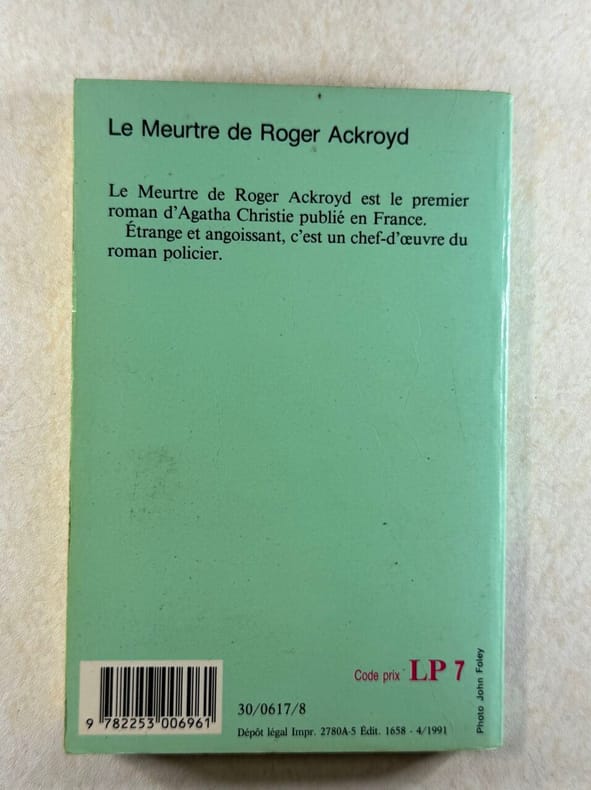 Le Meurtre de Roger Ackroyd
Le Meurtre de Roger Ackroyd est le premier
roman d'Agatha Christie publié en France.
Étrange et angoissant, c'est un chef-d'œuvre du
roman policier.
Code prix LP 7
Photo John Foley
9 782253 006961
30/0617/8
Dépôt légal Impr. 2780A-5 Édit. 1658 - 4/1991